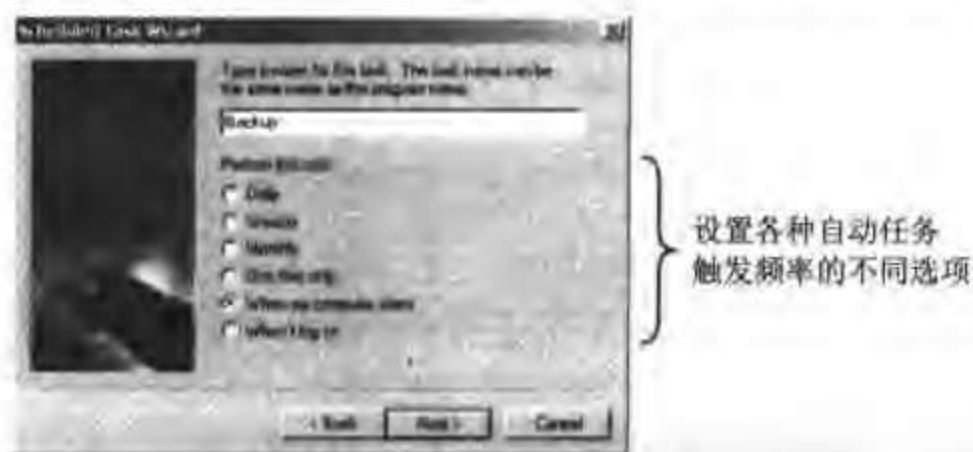 Scheduled Task Wizard
Type a name for this task. The task name can be
the same name as the program name.
Backup
Perform this task:
Daily
Weekly
Monthly
One time only
When my computer starts
When I log on
设置各种自动任务
触发频率的不同选项
< Back
Next >
Cancel